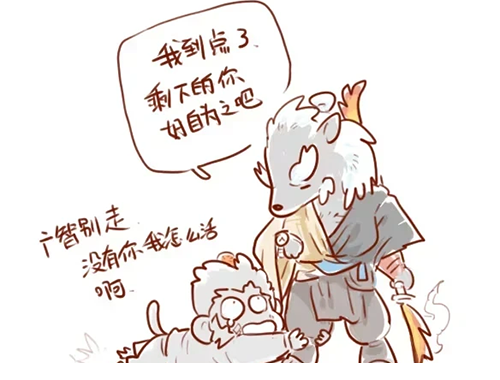 我到点了.
剩下的你
好自为之吧
广智别走.
没有你我怎么活
啊.